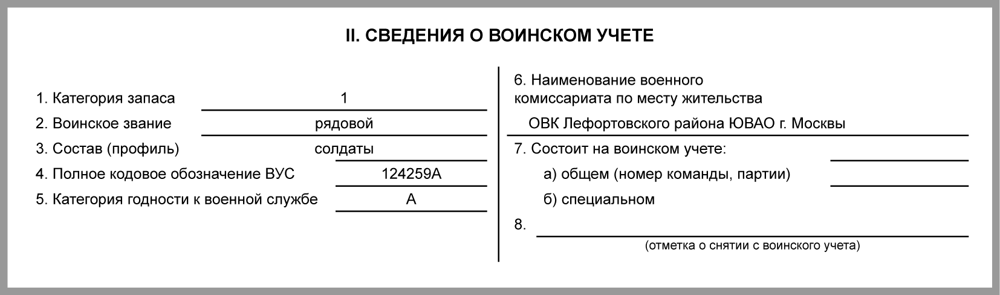 II. СВЕДЕНИЯ О ВОИНСКОМ УЧЕТЕ
1. Категория запаса 1
2. Воинское звание рядовой
3. Состав (профиль) солдаты
4. Полное кодовое обозначение ВУС 124259А
5. Категория годности к военной службе А
6. Наименование военного
комиссариата по месту жительства
ОВК Лефортовского района ЮВАО г. Москвы
7. Состоит на воинском учете:
а) общем (номер команды, партии)
б) специальном
8.
(отметка о снятии с воинского учета)